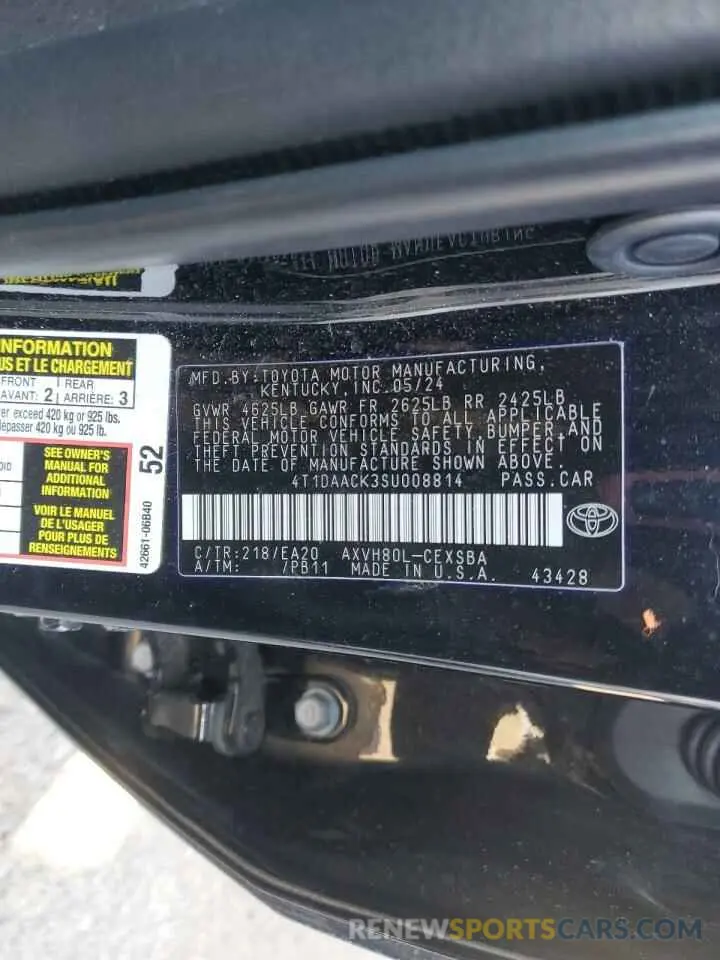 INFORMATION
US ET LE CHARGEMENT
FRONT
AVANT: 2
REAR
ARRIÈRE: 3
er exceed 420 kg or 925 lbs.
dépasser 420 kg ou 925 lb.
SEE OWNER'S
MANUAL FOR
ADDITIONAL
INFORMATION
VOIR LE MANUEL
DE L'USAGER
POUR PLUS DE
RENSEIGNEMENTS
52
42661-06B40
MFD. BY: TOYOTA MOTOR MANUFACTURING,
KENTUCKY, INC. 05/24
GVWR 4625LB GAWR FR 2625LB RR 2425LB
THIS VEHICLE CONFORMS TO ALL APPLICABLE
FEDERAL MOTOR VEHICLE SAFETY, BUMPER, AND
THEFT PREVENTION STANDARDS IN EFFECT ON
THE DATE OF MANUFACTURE SHOWN ABOVE.
4T1DAACK3SU008814 PASS.CAR
C/TR: 218/EA20 AXVH80L-CEXSBA
A/TM: /PB11 MADE IN U.S.A. 43428
RENEWSPORTSCARS.COM